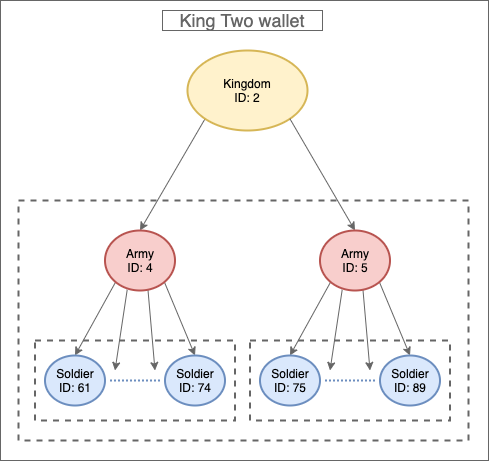 King Two wallet
Kingdom
ID: 2
Army
ID: 4
Army
ID: 5
Soldier
ID: 61
Soldier
ID: 74
Soldier
ID: 75
Soldier
ID: 89